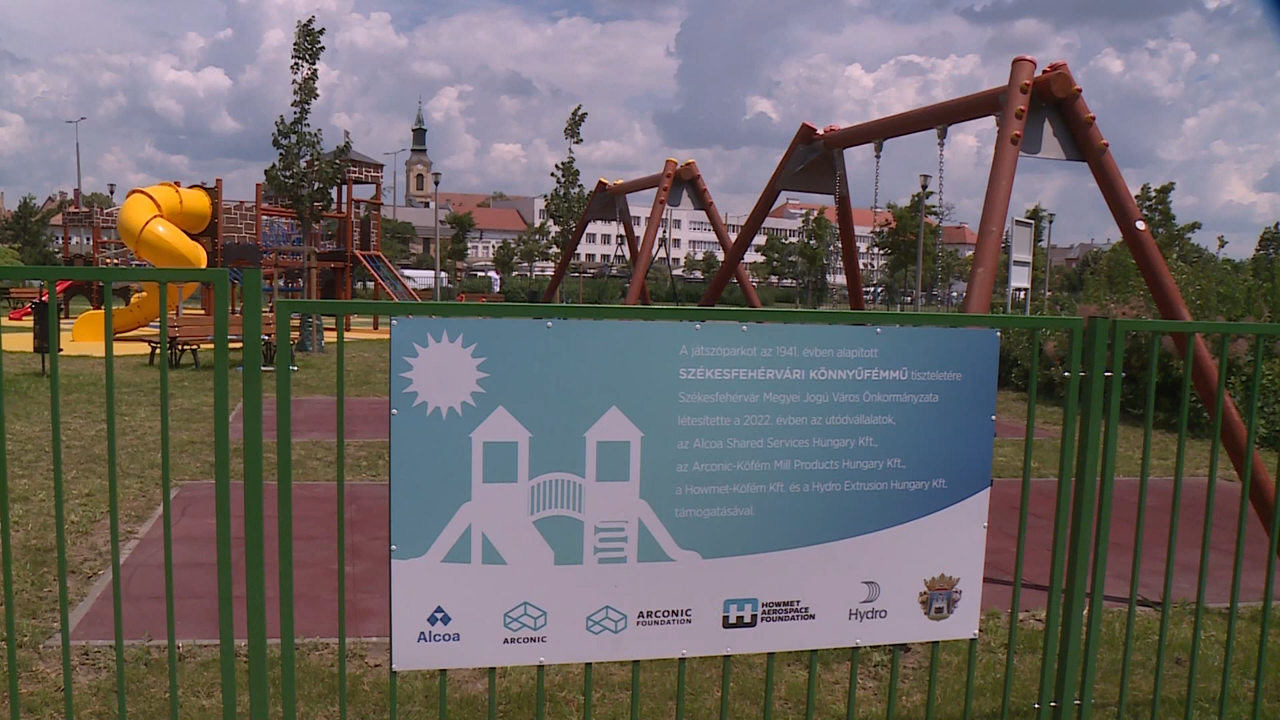 A játszóparkot az 1941. évben alapított
SZÉKESFEHÉRVÁRI KÖNNYŰFÉMMŰ tiszteletére
Székesfehérvár Megyei Jogú Város Önkormányzata
létesítette a 2022. évben az utódvállalatok,
az Alcoa Shared Services Hungary Kft.,
az Arconic-Köfém Mill Products Hungary Kft.,
a Howmet-Köfém Kft. és a Hydro Extrusion Hungary Kft.
támogatásával.
Alcoa
ARCONIC
ARCONIC
FOUNDATION
HOWMET
AEROSPACE
FOUNDATION
Hydro